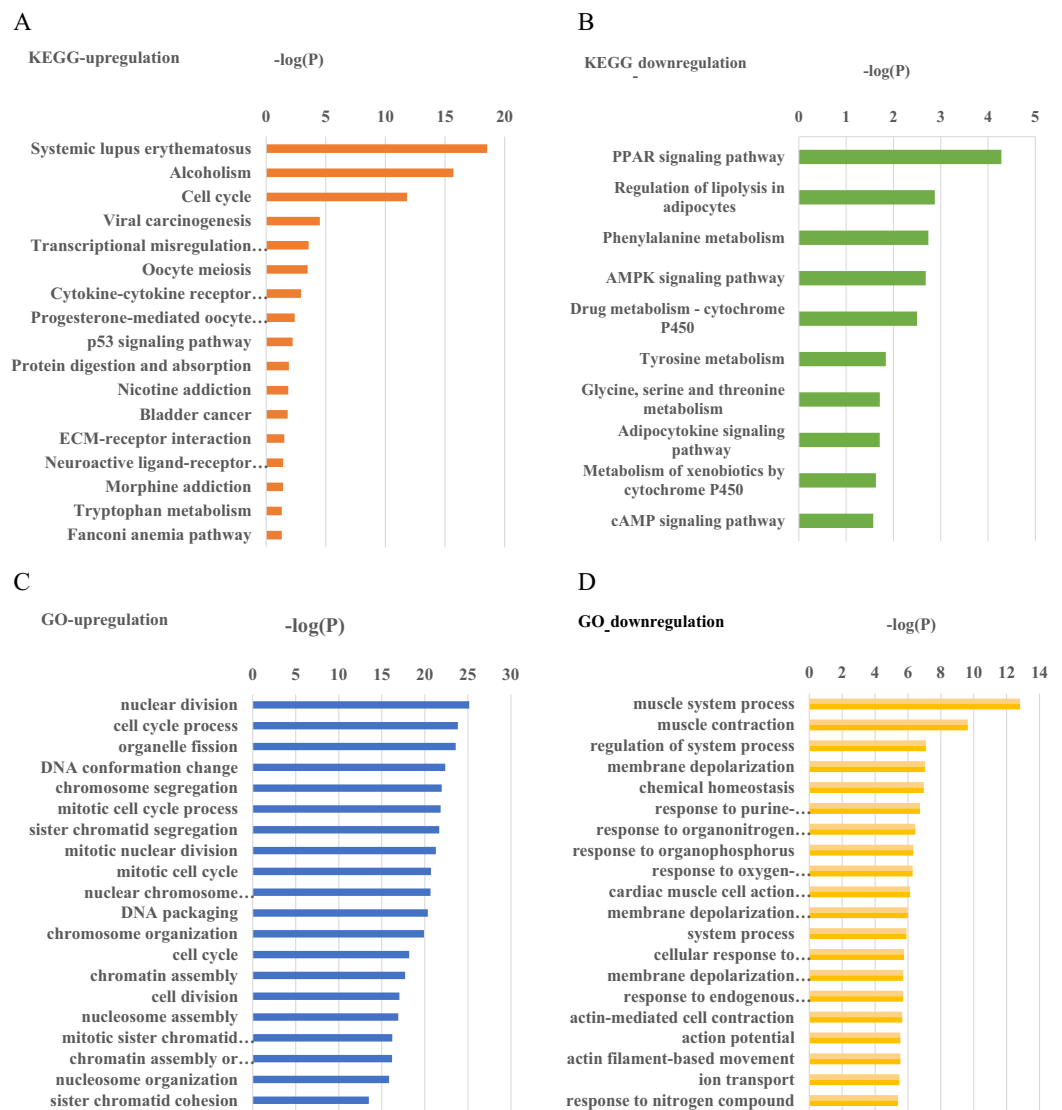 A
KEGG-upregulation
-log(P)
0 5 10 15 20
Systemic lupus erythematosus
Alcoholism
Cell cycle
Viral carcinogenesis
Transcriptional misregulation…
Oocyte meiosis
Cytokine-cytokine receptor…
Progesterone-mediated oocyte…
p53 signaling pathway
Protein digestion and absorption
Nicotine addiction
Bladder cancer
ECM-receptor interaction
Neuroactive ligand-receptor…
Morphine addiction
Tryptophan metabolism
Fanconi anemia pathway
B
KEGG_downregulation
-log(P)
0 1 2 3 4 5
PPAR signaling pathway
Regulation of lipolysis in
adipocytes
Phenylalanine metabolism
AMPK signaling pathway
Drug metabolism - cytochrome
P450
Tyrosine metabolism
Glycine, serine and threonine
metabolism
Adipocytokine signaling
pathway
Metabolism of xenobiotics by
cytochrome P450
cAMP signaling pathway
C
GO-upregulation
-log(P)
0 5 10 15 20 25 30
nuclear division
cell cycle process
organelle fission
DNA conformation change
chromosome segregation
mitotic cell cycle process
sister chromatid segregation
mitotic nuclear division
mitotic cell cycle
nuclear chromosome…
DNA packaging
chromosome organization
cell cycle
chromatin assembly
cell division
nucleosome assembly
mitotic sister chromatid…
chromatin assembly or…
nucleosome organization
sister chromatid cohesion
D
GO_downregulation
-log(P)
0 2 4 6 8 10 12 14
muscle system process
muscle contraction
regulation of system process
membrane depolarization
chemical homeostasis
response to purine-…
response to organonitrogen…
response to organophosphorus
response to oxygen-…
cardiac muscle cell action…
membrane depolarization…
system process
cellular response to…
membrane depolarization…
response to endogenous…
actin-mediated cell contraction
action potential
actin filament-based movement
ion transport
response to nitrogen compound